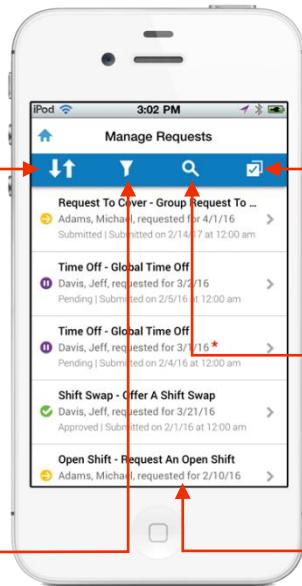 iPod 3:02 PM
Manage Requests
Request To Cover - Group Request To ...
Adams, Michael, requested for 4/1/16
Submitted | Submitted on 2/14/17 at 12:00 am
Time Off - Global Time Off
Davis, Jeff, requested for 3/2/16
Pending | Submitted on 2/5/16 at 12:00 am
Time Off - Global Time Off
Davis, Jeff, requested for 3/1/16 *
Pending | Submitted on 2/4/16 at 12:00 am
Shift Swap - Offer A Shift Swap
Davis, Jeff, requested for 3/21/16
Approved | Submitted on 2/1/16 at 12:00 am
Open Shift - Request An Open Shift
Adams, Michael, requested for 2/10/16